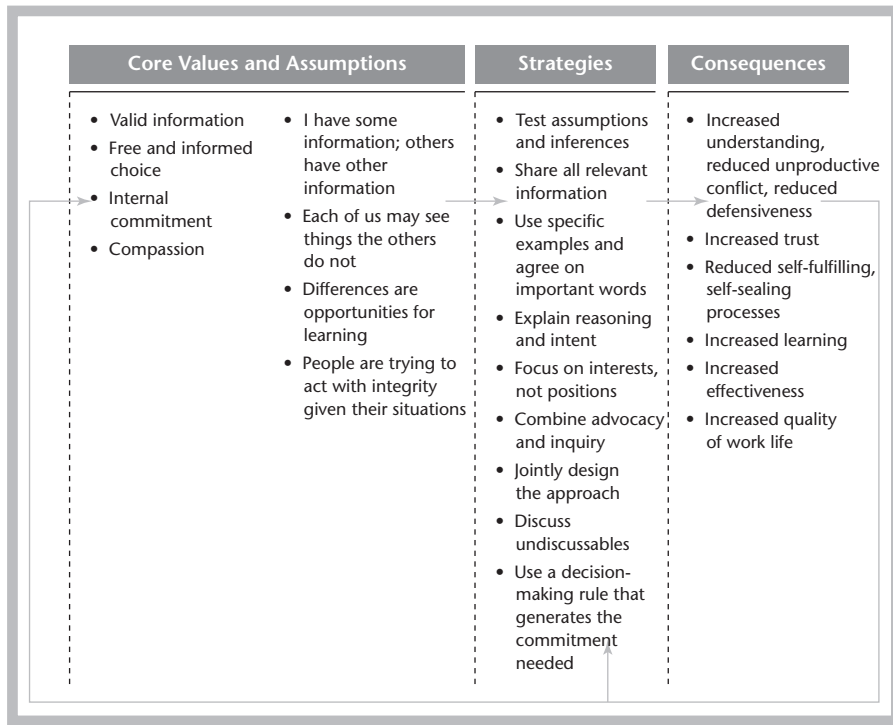 Core Values and Assumptions
• Valid information
• Free and informed
choice
• Internal
commitment
• Compassion
• I have some
information; others
have other
information
• Each of us may see
things the others
do not
• Differences are
opportunities for
learning
• People are trying to
act with integrity
given their situations
Strategies
• Test assumptions
and inferences
• Share all relevant
information
• Use specific
examples and
agree on
important words
• Explain reasoning
and intent
• Focus on interests,
not positions
• Combine advocacy
and inquiry
• Jointly design
the approach
• Discuss
undiscussables
• Use a decision-
making rule that
generates the
commitment
needed
Consequences
• Increased
understanding,
reduced unproductive
conflict, reduced
defensiveness
• Increased trust
• Reduced self-fulfilling,
self-sealing
processes
• Increased learning
• Increased
effectiveness
• Increased quality
of work life